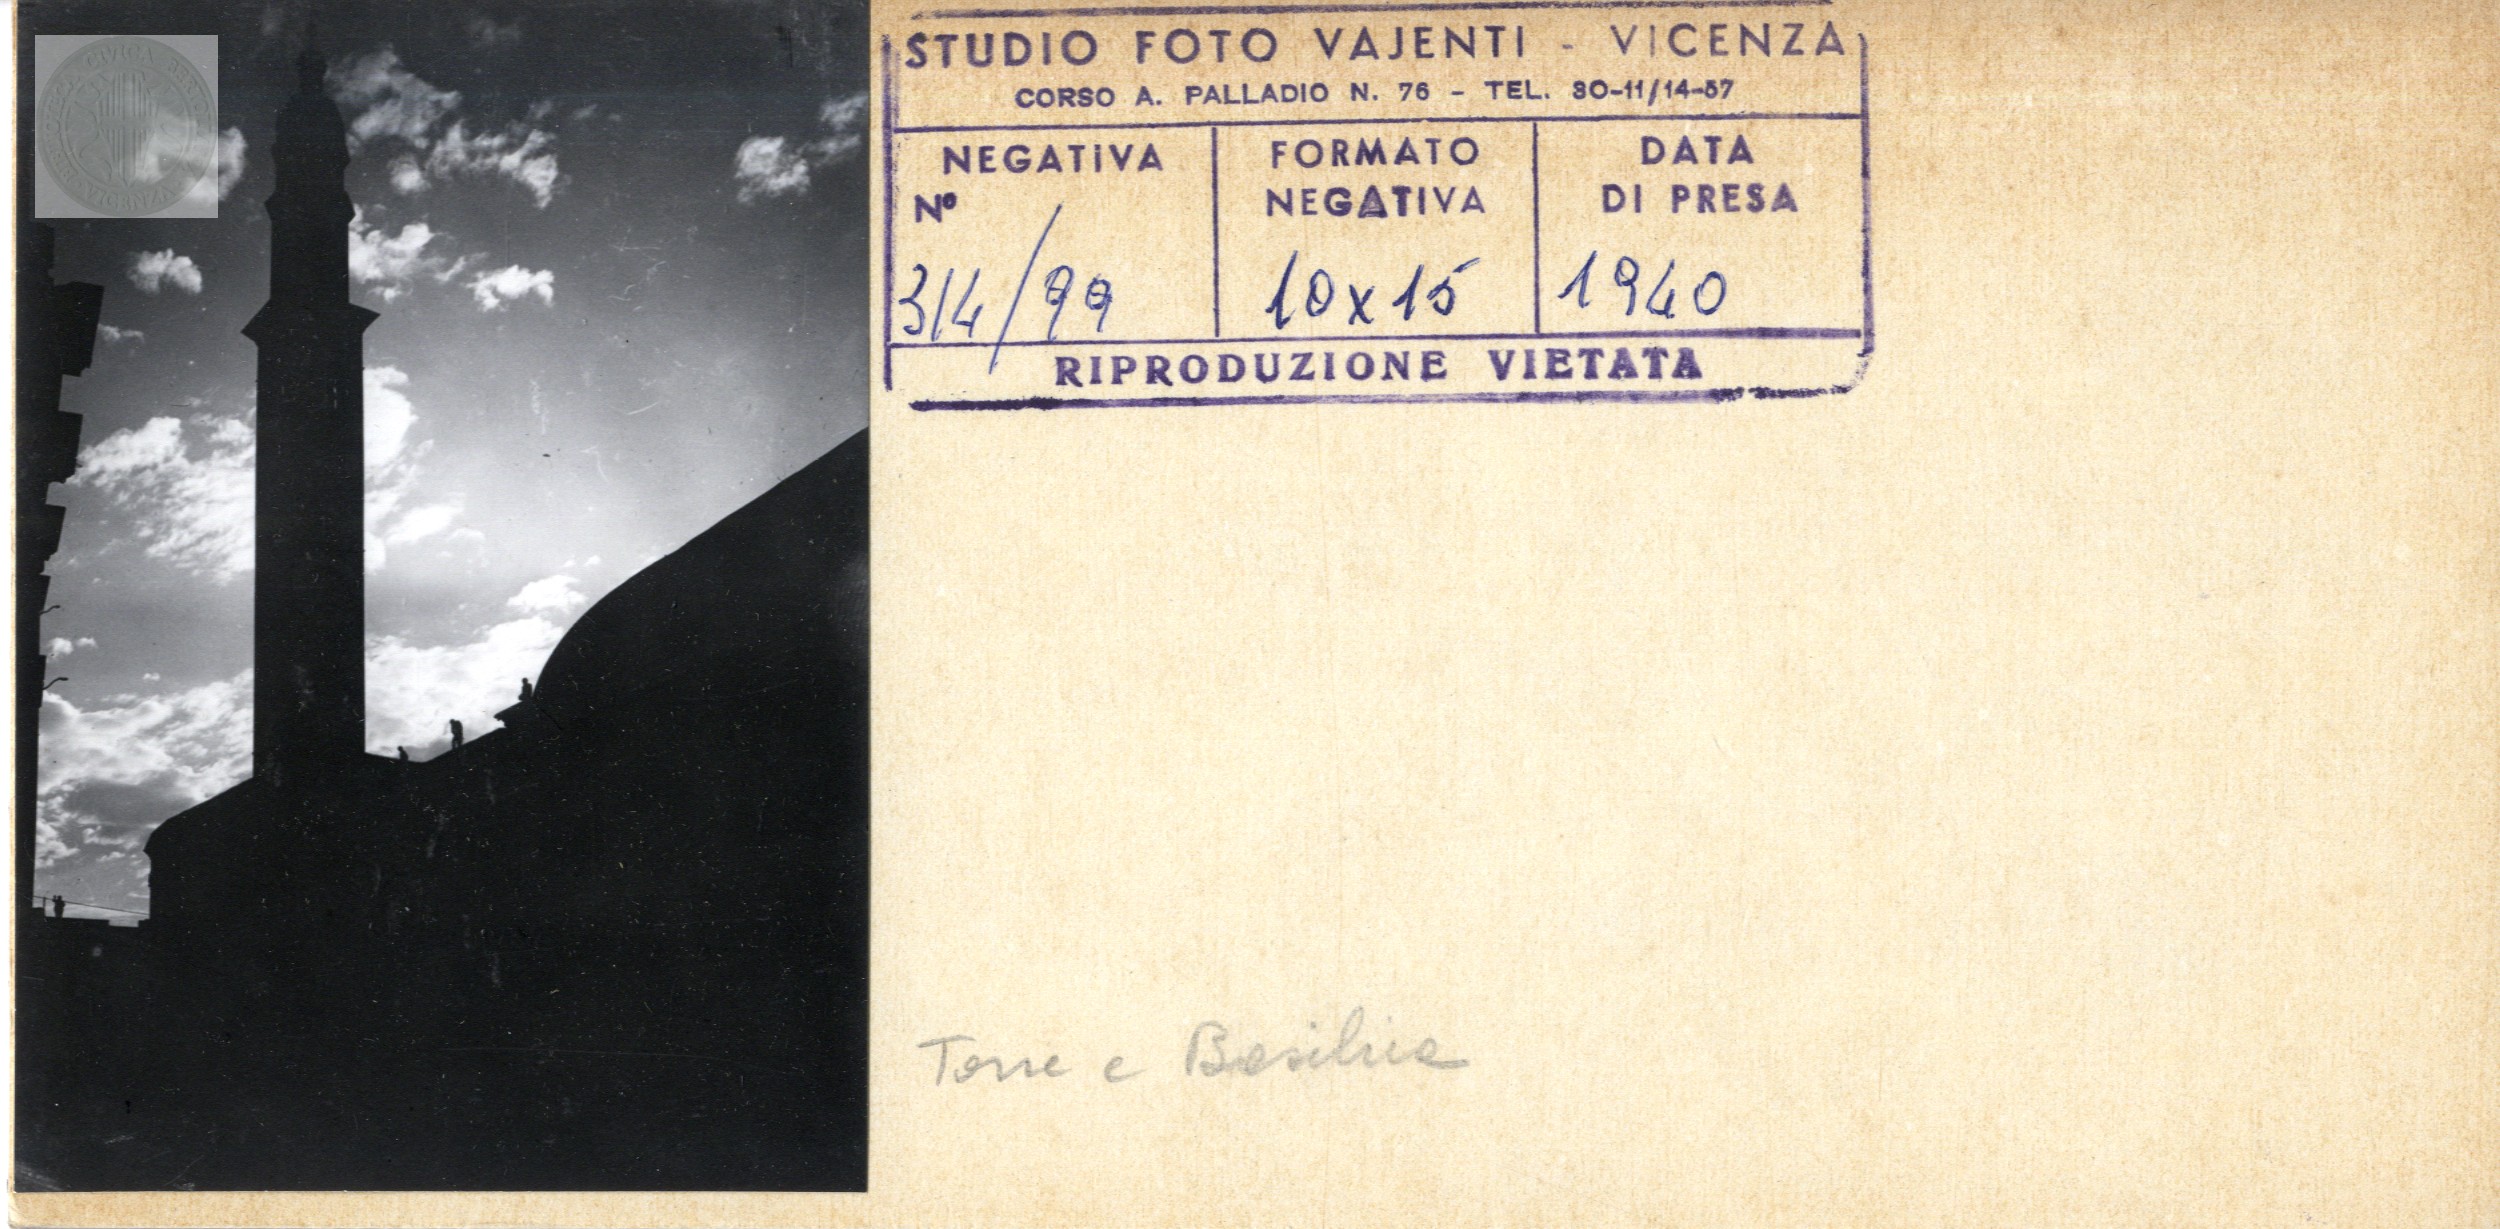 STUDIO FOTO VAJENTI - VICENZA
CORSO A. PALLADIO N. 76 - TEL. 30-11/14-57
NEGATIVA
Nº
314/99
FORMATO
NEGATIVA
10x15
DATA
DI PRESA
1940
RIPRODUZIONE VIETATA
Torre e Basilica